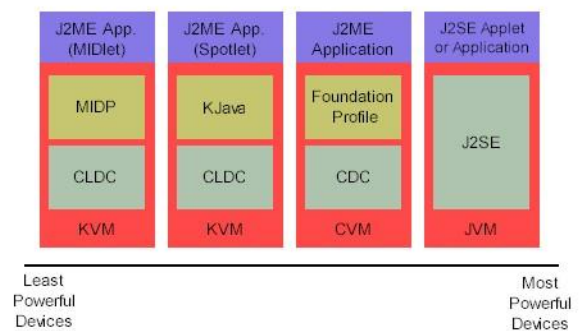 J2ME App.
(MIDlet)
MIDP
CLDC
KVM
J2ME App.
(Spotlet)
KJava
CLDC
KVM
J2ME
Application
Foundation
Profile
CDC
CVM
J2SE Applet
or Application
J2SE
JVM
Least
Powerful
Devices
Most
Powerful
Devices